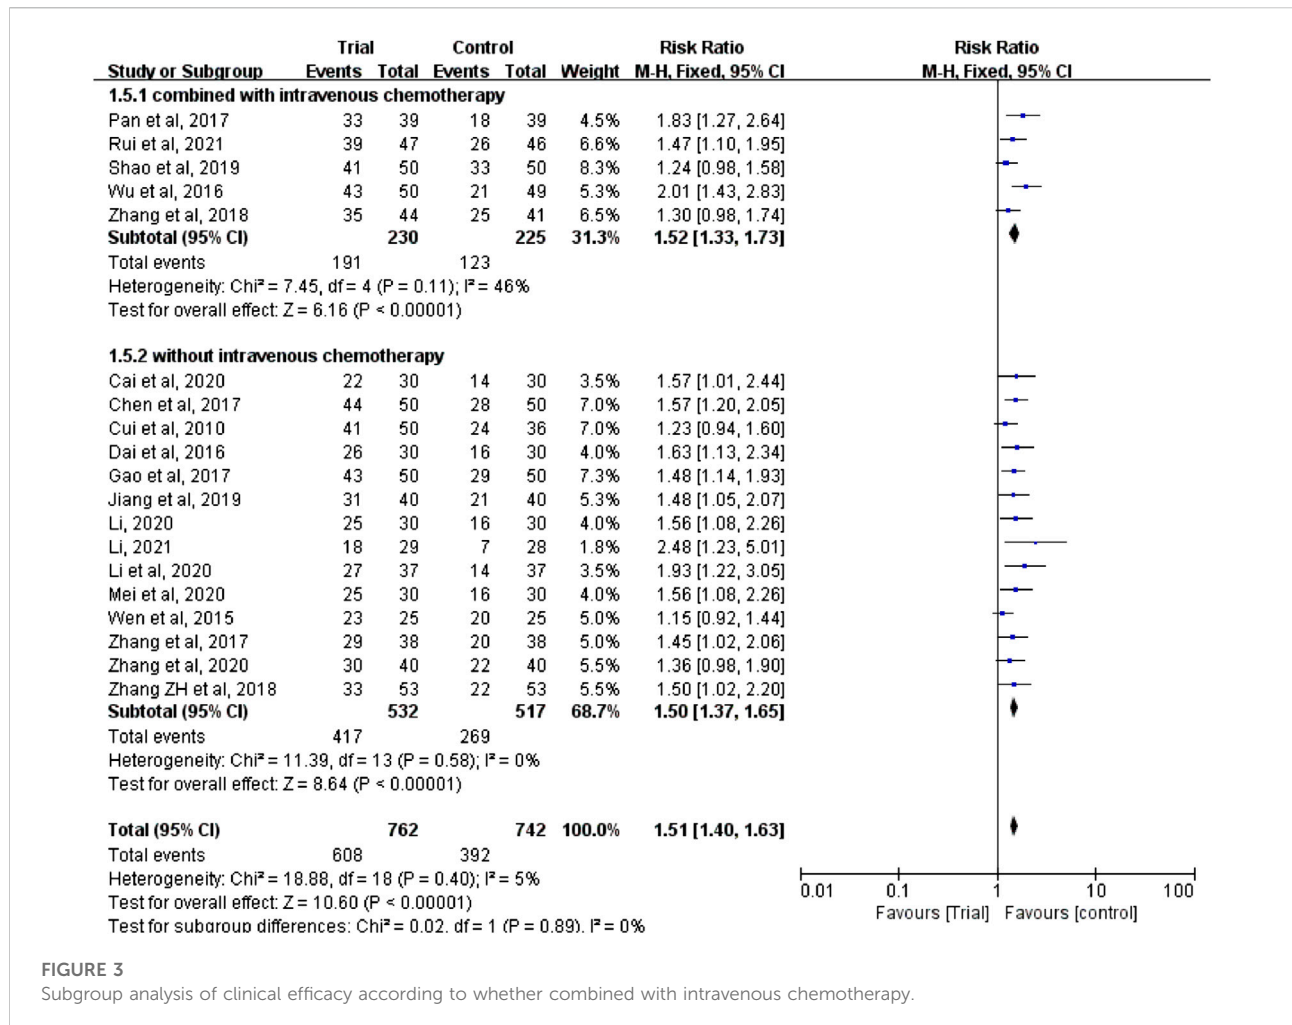 Trial Control Risk Ratio Risk Ratio
Study or Subgroup Events Total Events Total Weight M-H, Fixed, 95% CI M-H, Fixed, 95% CI
1.5.1 combined with intravenous chemotherapy
Pan et al, 2017 33 39 18 39 4.5% 1.83 [1.27, 2.64]
Rui et al, 2021 39 47 26 46 6.6% 1.47 [1.10, 1.95]
Shao et al, 2019 41 50 33 50 8.3% 1.24 [0.98, 1.58]
Wu et al, 2016 43 50 21 49 5.3% 2.01 [1.43, 2.83]
Zhang et al, 2018 35 44 25 41 6.5% 1.30 [0.98, 1.74]
Subtotal (95% CI) 230 225 31.3% 1.52 [1.33, 1.73]
Total events 191 123
Heterogeneity: Chi² = 7.45, df = 4 (P = 0.11); I² = 46%
Test for overall effect: Z = 6.16 (P < 0.00001)
1.5.2 without intravenous chemotherapy
Cai et al, 2020 22 30 14 30 3.5% 1.57 [1.01, 2.44]
Chen et al, 2017 44 50 28 50 7.0% 1.57 [1.20, 2.05]
Cui et al, 2010 41 50 24 36 7.0% 1.23 [0.94, 1.60]
Dai et al, 2016 26 30 16 30 4.0% 1.63 [1.13, 2.34]
Gao et al, 2017 43 50 29 50 7.3% 1.48 [1.14, 1.93]
Jiang et al, 2019 31 40 21 40 5.3% 1.48 [1.05, 2.07]
Li, 2020 25 30 16 30 4.0% 1.56 [1.08, 2.26]
Li, 2021 18 29 7 28 1.8% 2.48 [1.23, 5.01]
Li et al, 2020 27 37 14 37 3.5% 1.93 [1.22, 3.05]
Mei et al, 2020 25 30 16 30 4.0% 1.56 [1.08, 2.26]
Wen et al, 2015 23 25 20 25 5.0% 1.15 [0.92, 1.44]
Zhang et al, 2017 29 38 20 38 5.0% 1.45 [1.02, 2.06]
Zhang et al, 2020 30 40 22 40 5.5% 1.36 [0.98, 1.90]
Zhang ZH et al, 2018 33 53 22 53 5.5% 1.50 [1.02, 2.20]
Subtotal (95% CI) 532 517 68.7% 1.50 [1.37, 1.65]
Total events 417 269
Heterogeneity: Chi² = 11.39, df = 13 (P = 0.58); I² = 0%
Test for overall effect: Z = 8.64 (P < 0.00001)
Total (95% CI) 762 742 100.0% 1.51 [1.40, 1.63]
Total events 608 392
Heterogeneity: Chi² = 18.88, df = 18 (P = 0.40); I² = 5%
Test for overall effect: Z = 10.60 (P < 0.00001)
Test for subgroup differences: Chi² = 0.02, df = 1 (P = 0.89), I² = 0%
0.01 0.1 1 10 100
Favours [Trial] Favours [control]
FIGURE 3
Subgroup analysis of clinical efficacy according to whether combined with intravenous chemotherapy.